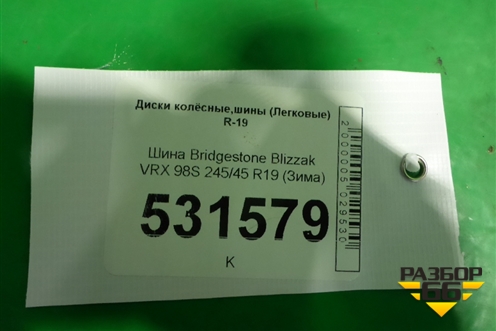 Диски колёсные,шины (Легковые)
R-19
Шина Bridgestone Blizzak
VRX 98S 245/45 R19 (Зима)
531579
K
2000005029530
РАЗБОР
66